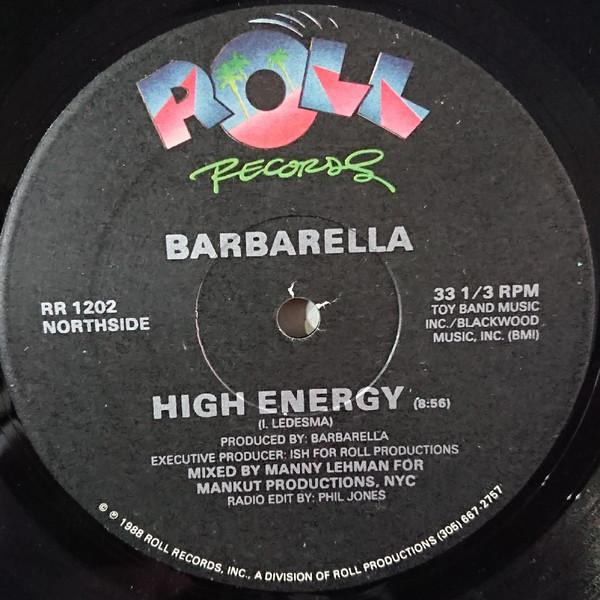 ROLL
RECORDS
BARBARELLA
RR 1202
NORTHSIDE
33 1/3 RPM
TOY BAND MUSIC
INC./BLACKWOOD
MUSIC, INC. (BMI)
HIGH ENERGY (8:56)
(I. LEDESMA)
PRODUCED BY: BARBARELLA
EXECUTIVE PRODUCER: ISH FOR ROLL PRODUCTIONS
MIXED BY MANNY LEHMAN FOR
MANKUT PRODUCTIONS, NYC
RADIO EDIT BY: PHIL JONES
© ℗ 1988 ROLL RECORDS, INC., A DIVISION OF ROLL PRODUCTIONS (305) 667-2757